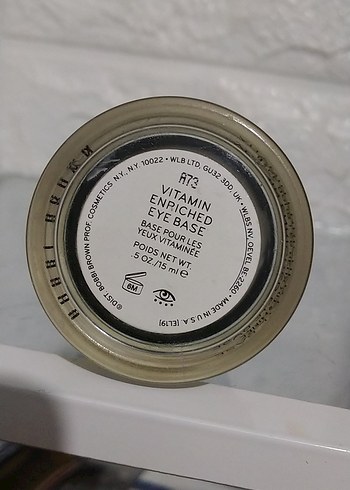 ®DIST. BOBBI BROWN PROF. COSMETICS N.Y., N.Y. 10022 • WLB LTD, GU32 3DD, UK • WLBS NV, OEVEL BE-2260 • MADE IN U.S.A. (EL19)
A73
VITAMIN
ENRICHED
EYE BASE
BASE POUR LES
YEUX VITAMINÉE
POIDS NET WT.
.5 OZ./15 ml e
6M
BOBBI BROWN